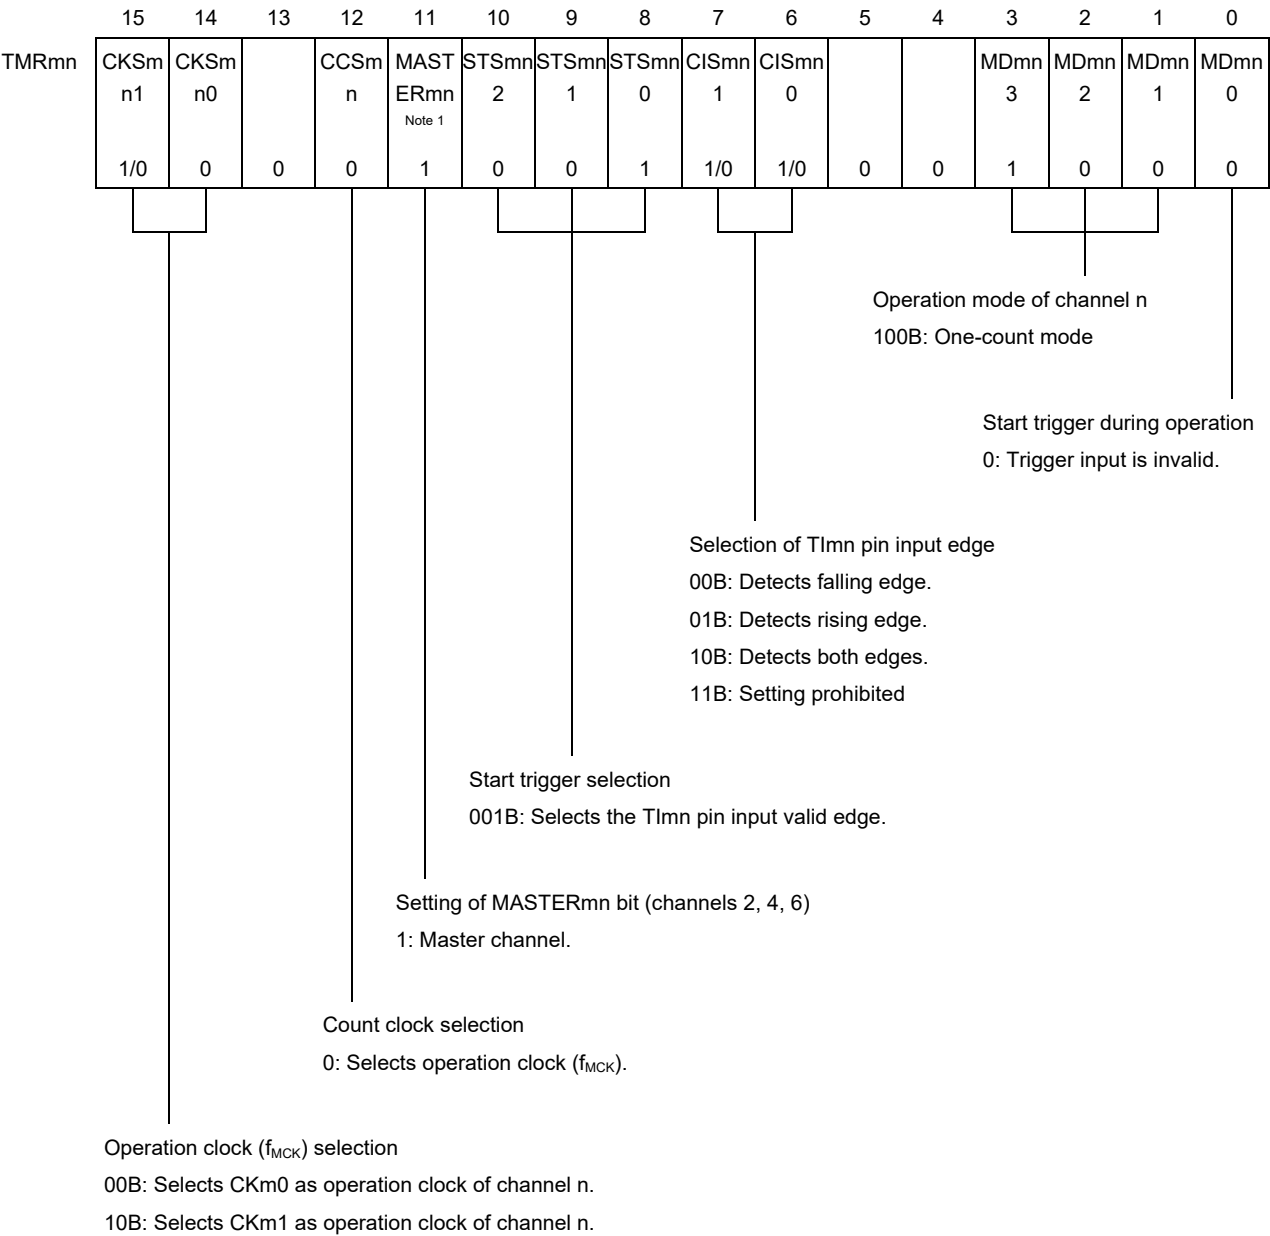 15 14 13 12 11 10 9 8 7 6 5 4 3 2 1 0
TMRmn CKSm CKSm CCSm MAST STSmn STSmn STSmn CISmn CISmn MDmn MDmn MDmn MDmn
n1 n0 n ERmn 2 1 0 1 0 3 2 1 0
Note 1
1/0 0 0 0 1 0 0 1 1/0 1/0 0 0 1 0 0 0
Operation mode of channel n
100B: One-count mode
Start trigger during operation
0: Trigger input is invalid.
Selection of TImn pin input edge
00B: Detects falling edge.
01B: Detects rising edge.
10B: Detects both edges.
11B: Setting prohibited
Start trigger selection
001B: Selects the TImn pin input valid edge.
Setting of MASTERmn bit (channels 2, 4, 6)
1: Master channel.
Count clock selection
0: Selects operation clock (fMCK).
Operation clock (fMCK) selection
00B: Selects CKm0 as operation clock of channel n.
10B: Selects CKm1 as operation clock of channel n.